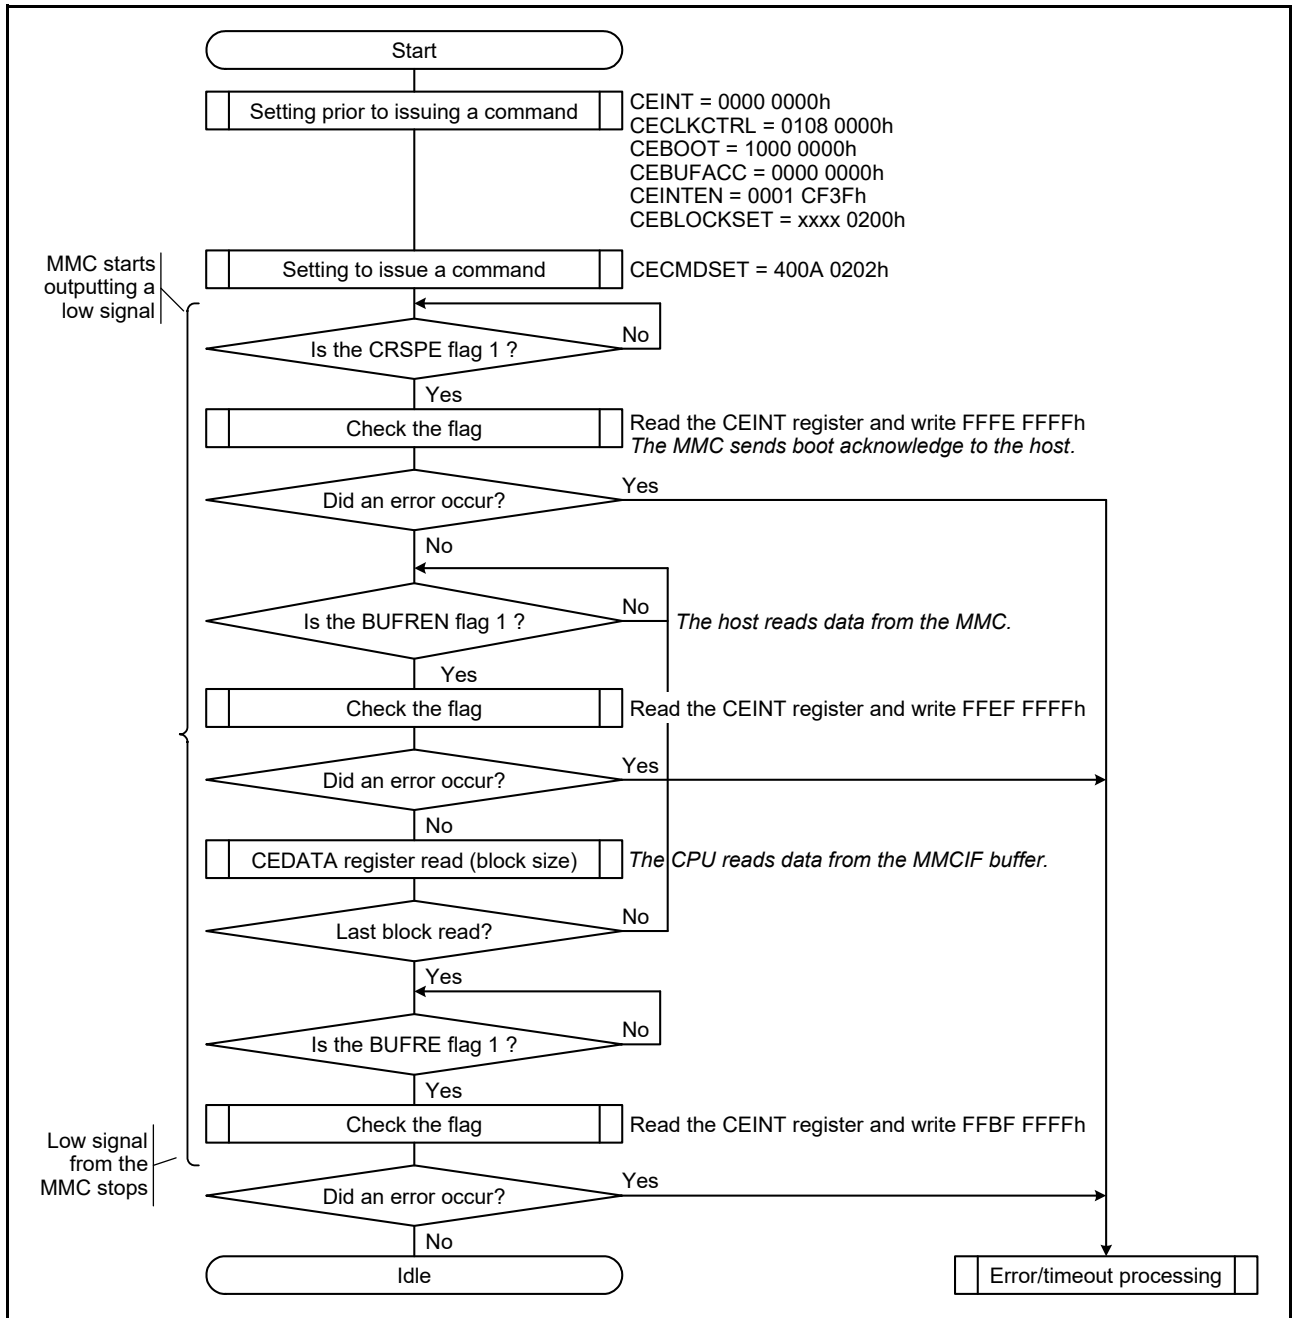 Start
Setting prior to issuing a command
CEINT = 0000 0000h
CECLKCTRL = 0108 0000h
CEBOOT = 1000 0000h
CEBUFACC = 0000 0000h
CEINTEN = 0001 CF3Fh
CEBLOCKSET = xxxx 0200h
MMC starts
outputting a
low signal
Setting to issue a command
CECMDSET = 400A 0202h
No
Is the CRSPE flag 1 ?
Yes
Check the flag
Read the CEINT register and write FFFE FFFFh
The MMC sends boot acknowledge to the host.
Did an error occur?
Yes
No
Is the BUFREN flag 1 ?
No
The host reads data from the MMC.
Yes
Check the flag
Read the CEINT register and write FFEF FFFFh
Did an error occur?
Yes
No
CEDATA register read (block size)
The CPU reads data from the MMCIF buffer.
Last block read?
No
Yes
Is the BUFRE flag 1 ?
No
Yes
Check the flag
Read the CEINT register and write FFBF FFFFh
Low signal
from the
MMC stops
Did an error occur?
Yes
No
Idle
Error/timeout processing